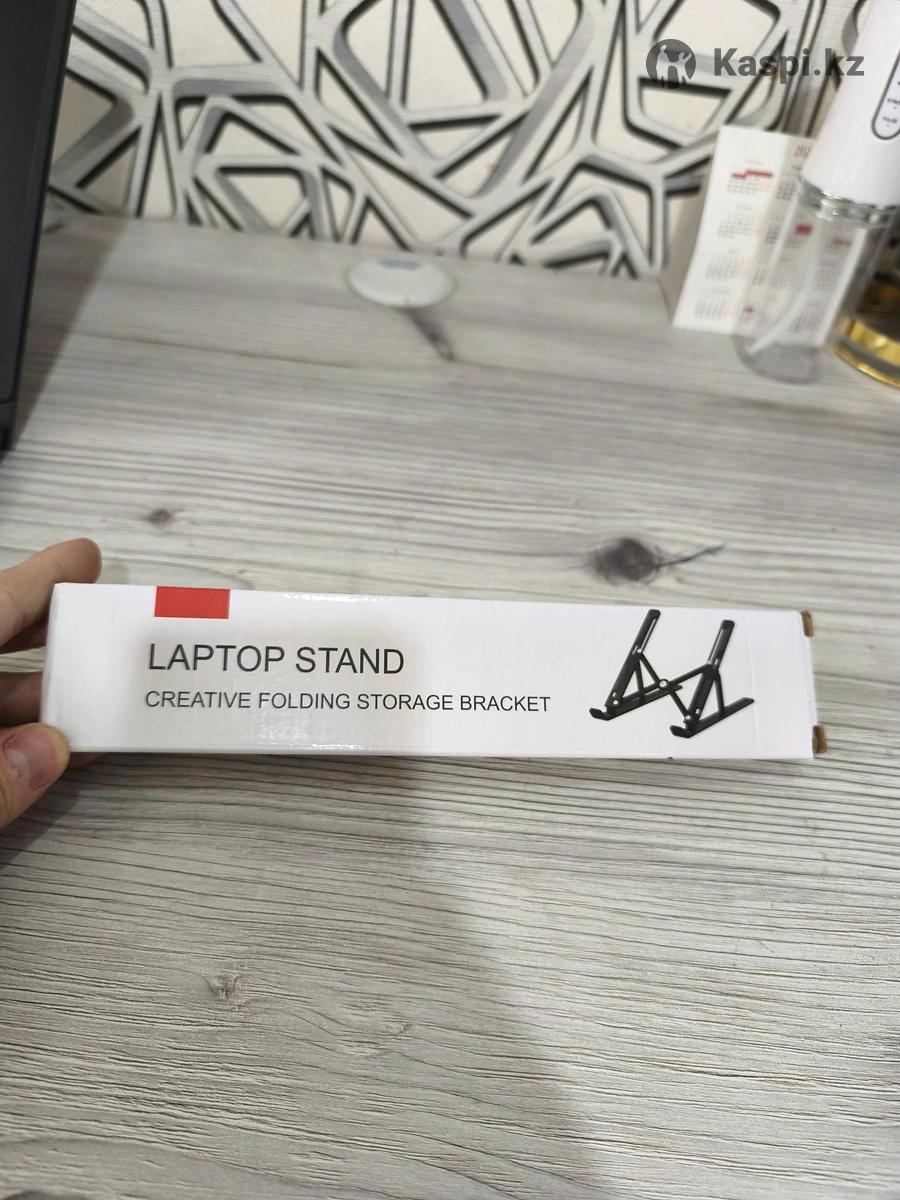 Kaspi.kz
LAPTOP STAND
CREATIVE FOLDING STORAGE BRACKET